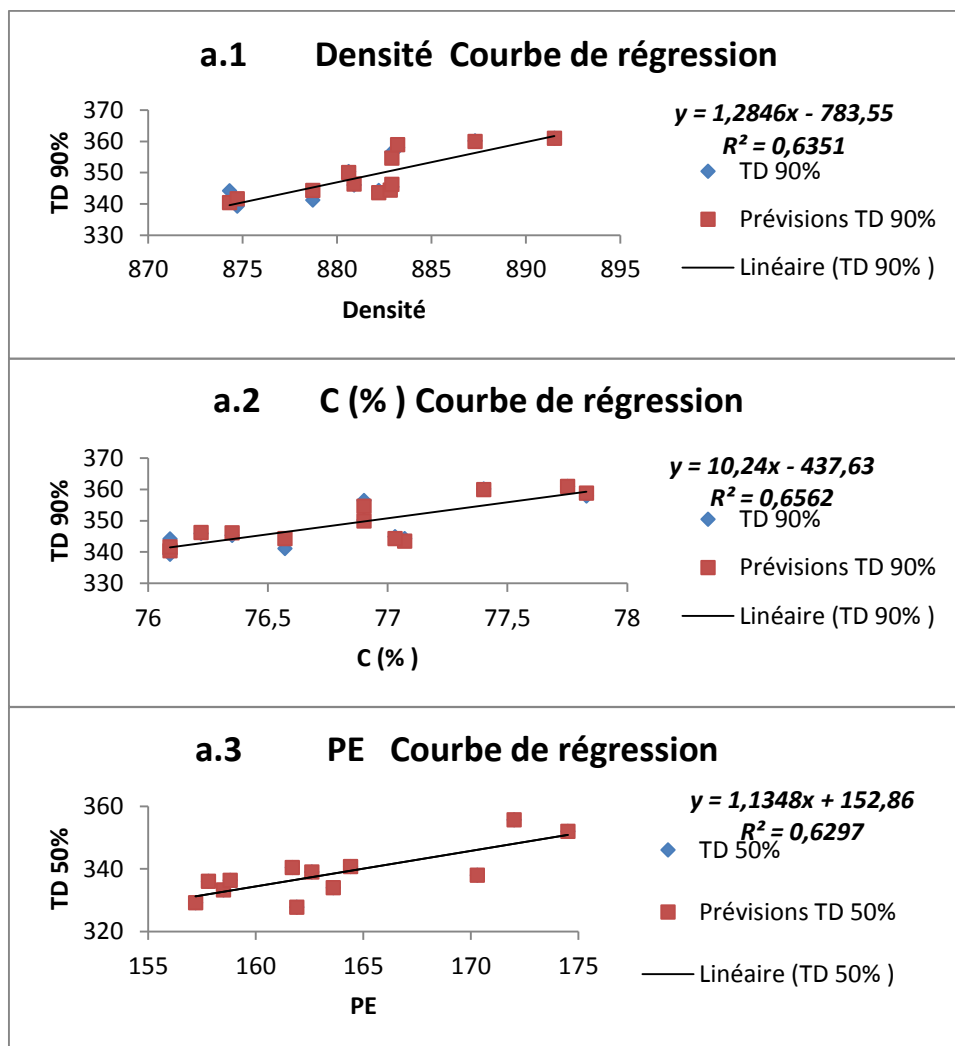 a.1 Densité Courbe de régression
y = 1,2846x - 783,55
R² = 0,6351
TD 90%
370
360
350
340
330
870 875 880 885 890 895
Densité
TD 90%
Prévisions TD 90%
Linéaire (TD 90% )
a.2 C (% ) Courbe de régression
y = 10,24x - 437,63
R² = 0,6562
TD 90%
370
360
350
340
330
76 76,5 77 77,5 78
C (% )
TD 90%
Prévisions TD 90%
Linéaire (TD 90% )
a.3 PE Courbe de régression
y = 1,1348x + 152,86
R² = 0,6297
TD 50%
360
340
320
155 160 165 170 175
PE
TD 50%
Prévisions TD 50%
Linéaire (TD 50% )